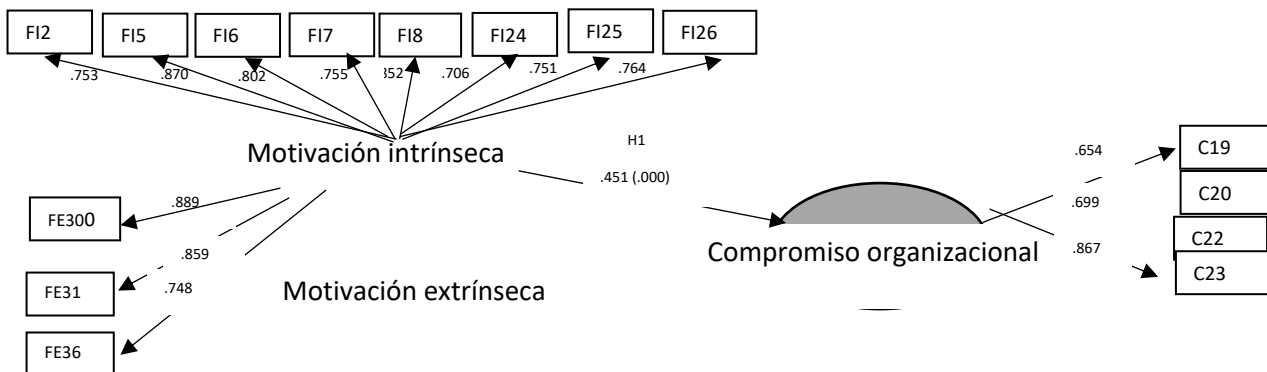 FI2 FI5 FI6 FI7 FI8 FI24 FI25 FI26
.753 .870 .802 .755 .706 .751 .764
Motivación intrínseca
H1
.451 (.000)
.654
C19
C20
.699
C22
.867
C23
FE300
.889
.859
FE31
.748
FE36
Motivación extrínseca
Compromiso organizacional